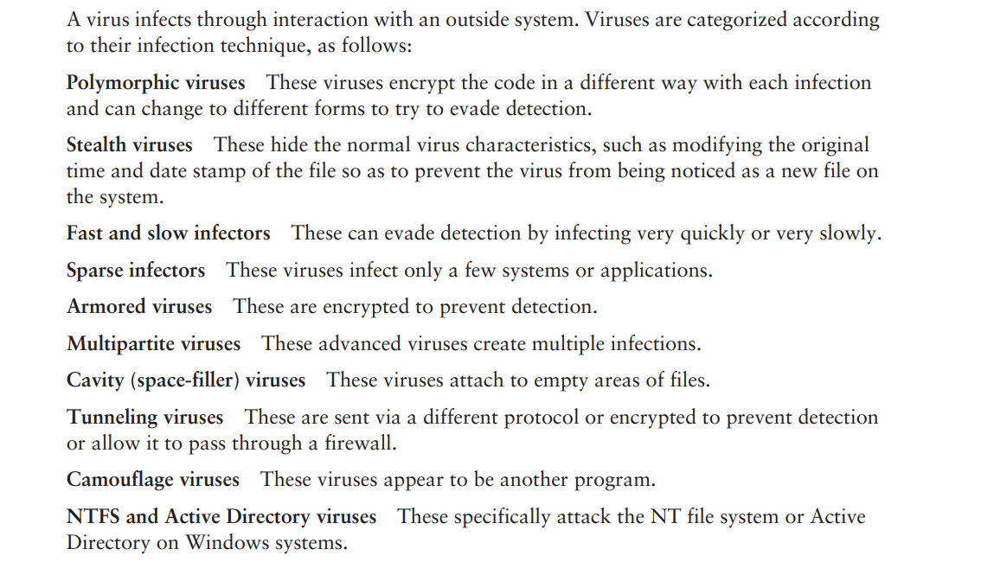 A virus infects through interaction with an outside system. Viruses are categorized according
to their infection technique, as follows:
Polymorphic viruses These viruses encrypt the code in a different way with each infection
and can change to different forms to try to evade detection.
Stealth viruses These hide the normal virus characteristics, such as modifying the original
time and date stamp of the file so as to prevent the virus from being noticed as a new file on
the system.
Fast and slow infectors These can evade detection by infecting very quickly or very slowly.
Sparse infectors These viruses infect only a few systems or applications.
Armored viruses These are encrypted to prevent detection.
Multipartite viruses These advanced viruses create multiple infections.
Cavity (space-filler) viruses These viruses attach to empty areas of files.
Tunneling viruses These are sent via a different protocol or encrypted to prevent detection
or allow it to pass through a firewall.
Camouflage viruses These viruses appear to be another program.
NTFS and Active Directory viruses These specifically attack the NT file system or Active
Directory on Windows systems.